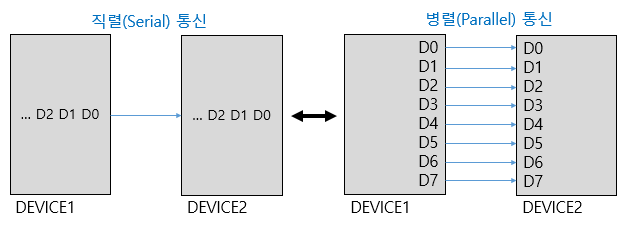 직렬(Serial) 통신
... D2 D1 D0
... D2 D1 D0
DEVICE1
DEVICE2
병렬(Parallel) 통신
D0
D1
D2
D3
D4
D5
D6
D7
D0
D1
D2
D3
D4
D5
D6
D7
DEVICE1
DEVICE2